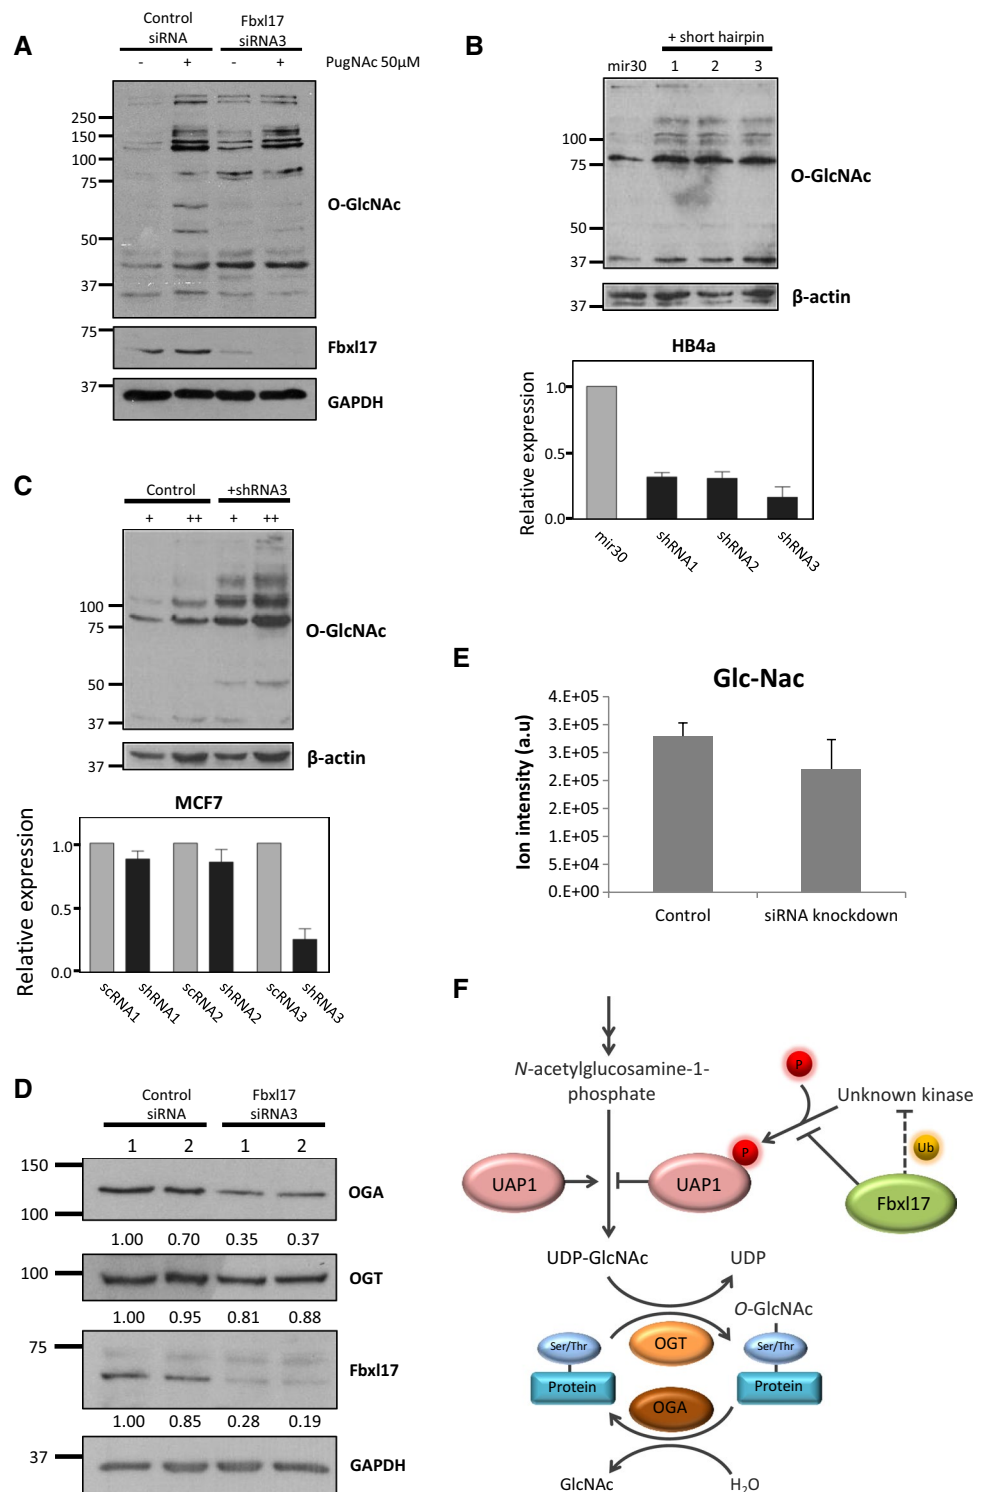 A
Control
siRNA
Fbxl17
siRNA3
- + - + PugNAc 50µM
250
150
100
75
50
37
O-GlcNAc
75
Fbxl17
37
GAPDH
B
+ short hairpin
mir30 1 2 3
100
75
50
37
O-GlcNAc
37
β-actin
HB4a
Relative expression
1.0
0.5
0.0
mir30
shRNA1
shRNA2
shRNA3
C
Control +shRNA3
+ ++ + ++
100
75
50
37
O-GlcNAc
37
β-actin
MCF7
Relative expression
1.0
0.5
0.0
scRNA1
shRNA1
scRNA2
shRNA2
scRNA3
shRNA3
D
Control
siRNA
Fbxl17
siRNA3
1 2 1 2
150
100
OGA
1.00 0.70 0.35 0.37
100
OGT
1.00 0.95 0.81 0.88
75
Fbxl17
1.00 0.85 0.28 0.19
37
GAPDH
E
Glc-Nac
Ion intensity (a.u)
4.E+05
3.E+05
3.E+05
2.E+05
2.E+05
1.E+05
5.E+04
0.E+00
Control
siRNA knockdown
F
N-acetylglucosamine-1-
phosphate
P
Unknown kinase
Ub
P
UAP1
UAP1
Fbxl17
UDP-GlcNAc
UDP
O-GlcNAc
Ser/Thr
OGT
Ser/Thr
Protein
Protein
OGA
GlcNAc
H₂O